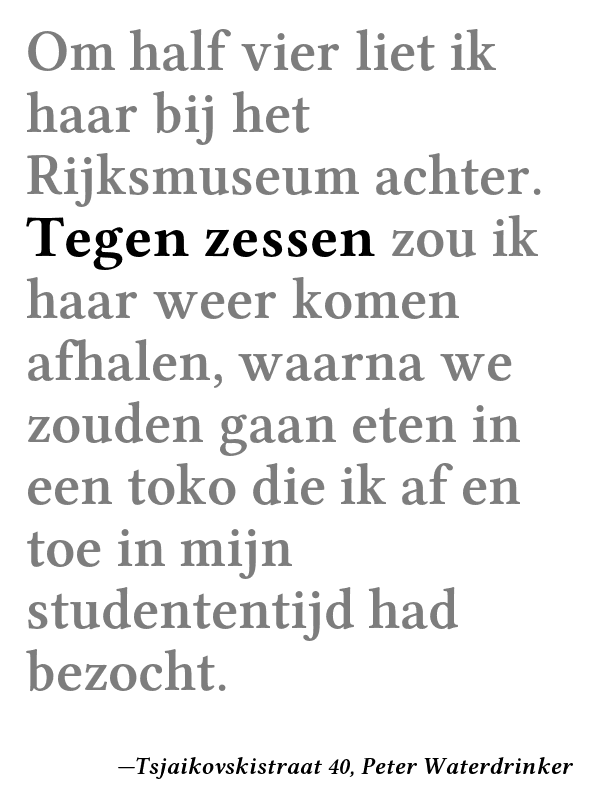 Om half vier liet ik
haar bij het
Rijksmuseum achter.
Tegen zessen zou ik
haar weer komen
afhalen, waarna we
zouden gaan eten in
een toko die ik af en
toe in mijn
studententijd had
bezocht.
—Tsjaikovskistraat 40, Peter Waterdrinker